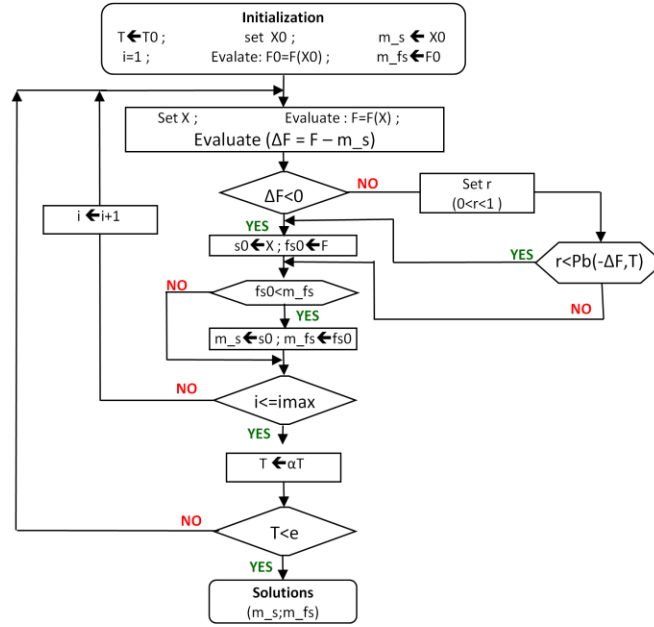 Initialization
T🡸T0 ; set X0 ; m_s 🡸 X0
i=1 ; Evalate: F0=F(X0) ; m_fs🡸F0
Set X ; Evaluate : F=F(X) ;
Evaluate (ΔF = F – m_s)
ΔF<0
NO
Set r
(0<r<1 )
i 🡸i+1
YES
s0🡸X ; fs0🡸F
YES
r<Pb(-ΔF,T)
NO
fs0<m_fs
NO
YES
m_s🡸s0 ; m_fs🡸fs0
NO
i<=imax
YES
T 🡸αT
NO
T<e
YES
Solutions
(m_s;m_fs)